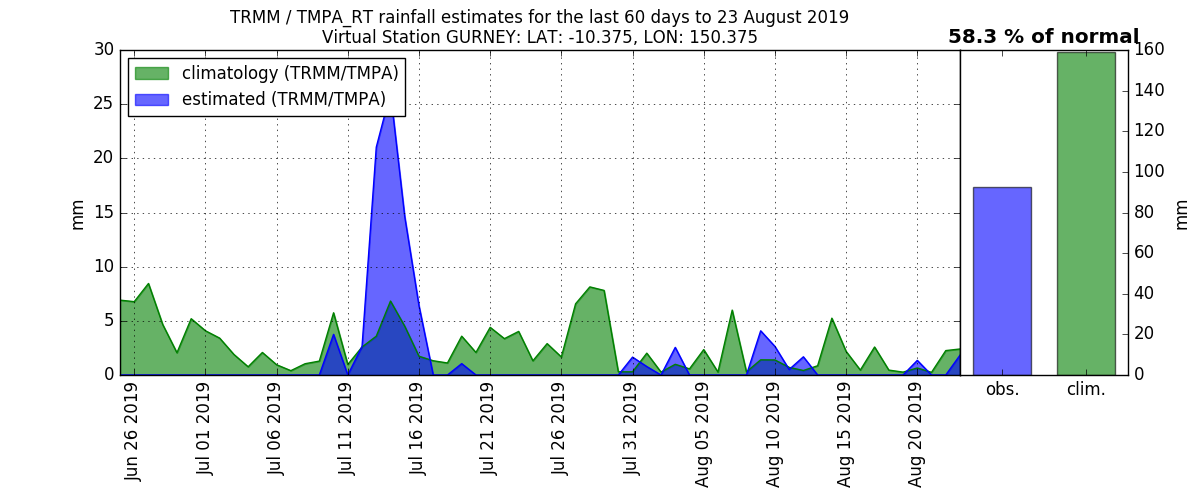 TRMM / TMPA_RT rainfall estimates for the last 60 days to 23 August 2019
Virtual Station GURNEY: LAT: -10.375, LON: 150.375
58.3 % of normal
climatology (TRMM/TMPA)
estimated (TRMM/TMPA)
mm
30
25
20
15
10
5
0
Jun 26 2019
Jul 01 2019
Jul 06 2019
Jul 11 2019
Jul 16 2019
Jul 21 2019
Jul 26 2019
Jul 31 2019
Aug 05 2019
Aug 10 2019
Aug 15 2019
Aug 20 2019
obs.
clim.
160
140
120
100
80
60
40
20
0
mm